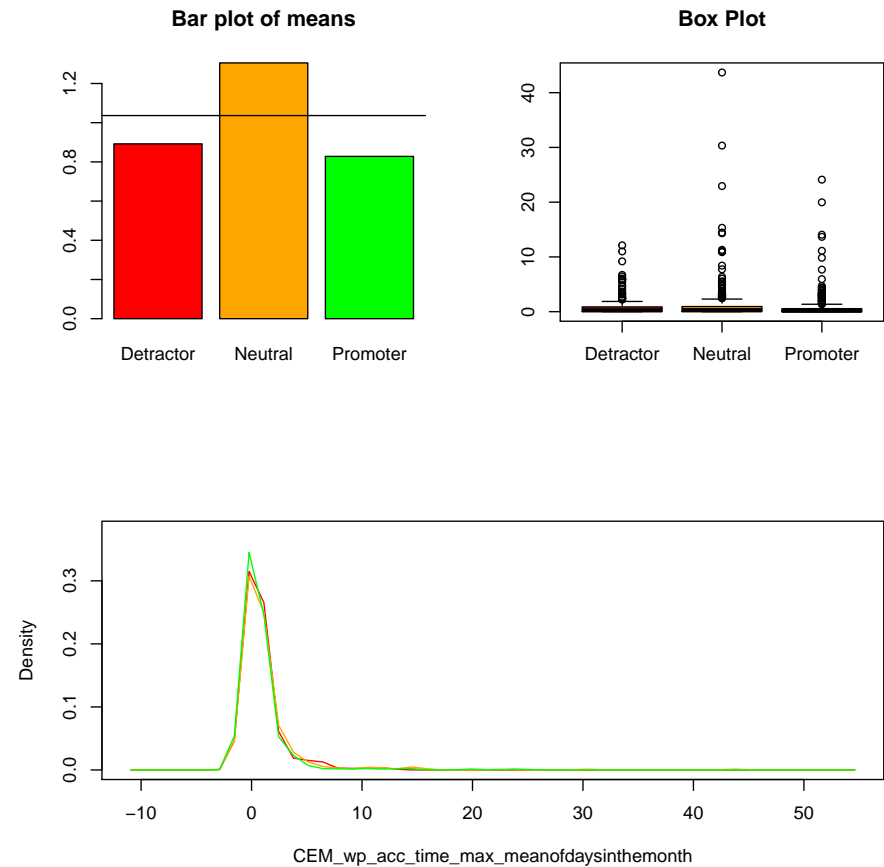 Bar plot of means
1.2
0.8
0.4
0.0
Detractor Neutral Promoter
Box Plot
40
30
20
10
0
Detractor Neutral Promoter
Density
0.3
0.2
0.1
0.0
−10 0 10 20 30 40 50
CEM_wp_acc_time_max_meanofdaysinthemonth